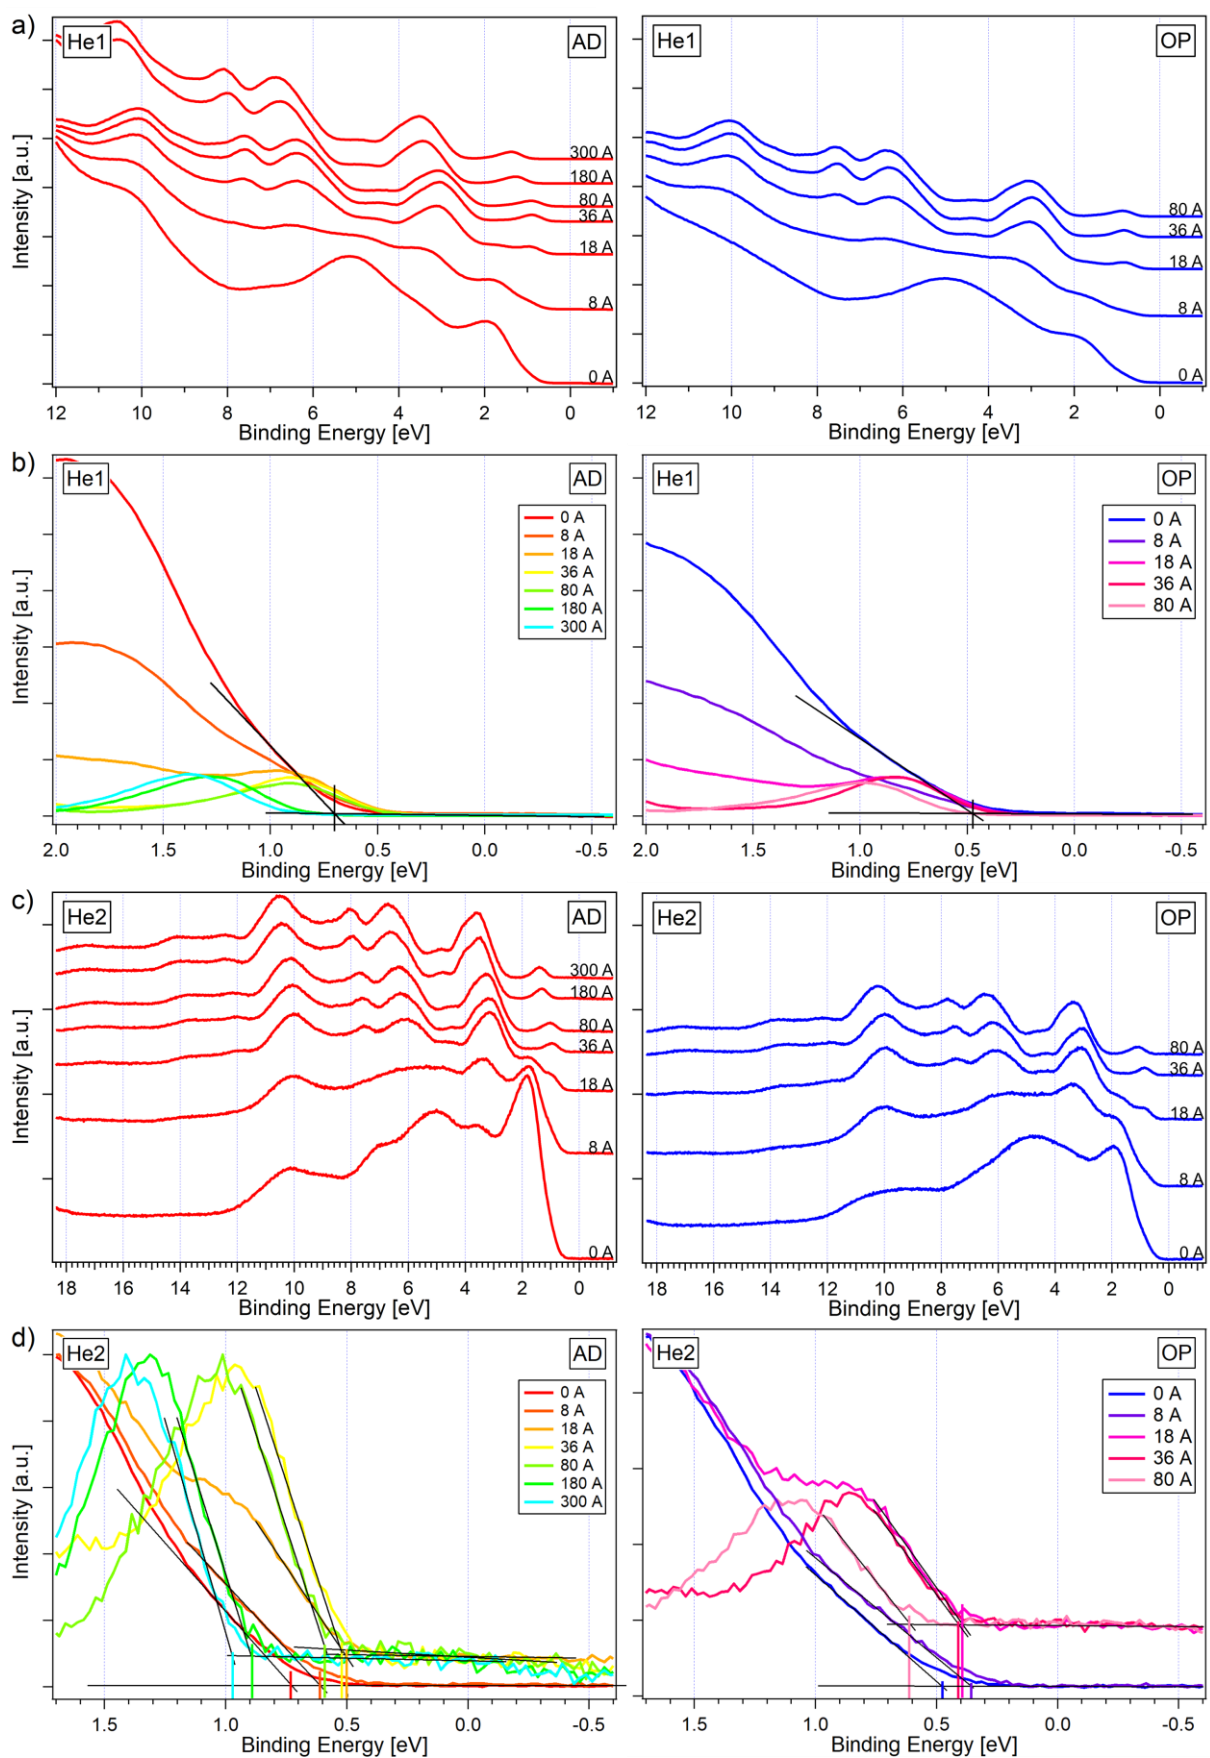 a)
He1
AD
300 A
180 A
80 A
36 A
18 A
8 A
0 A
Intensity [a.u.]
12 10 8 6 4 2 0
Binding Energy [eV]
He1
OP
80 A
36 A
18 A
8 A
0 A
12 10 8 6 4 2 0
Binding Energy [eV]
b)
He1
AD
0 A
8 A
18 A
36 A
80 A
180 A
300 A
Intensity [a.u.]
2.0 1.5 1.0 0.5 0.0 -0.5
Binding Energy [eV]
He1
OP
0 A
8 A
18 A
36 A
80 A
2.0 1.5 1.0 0.5 0.0 -0.5
Binding Energy [eV]
c)
He2
AD
300 A
180 A
80 A
36 A
18 A
8 A
0 A
Intensity [a.u.]
18 16 14 12 10 8 6 4 2 0
Binding Energy [eV]
He2
OP
80 A
36 A
18 A
8 A
0 A
18 16 14 12 10 8 6 4 2 0
Binding Energy [eV]
d)
He2
AD
0 A
8 A
18 A
36 A
80 A
180 A
300 A
Intensity [a.u.]
1.5 1.0 0.5 0.0 -0.5
Binding Energy [eV]
He2
OP
0 A
8 A
18 A
36 A
80 A
1.5 1.0 0.5 0.0 -0.5
Binding Energy [eV]